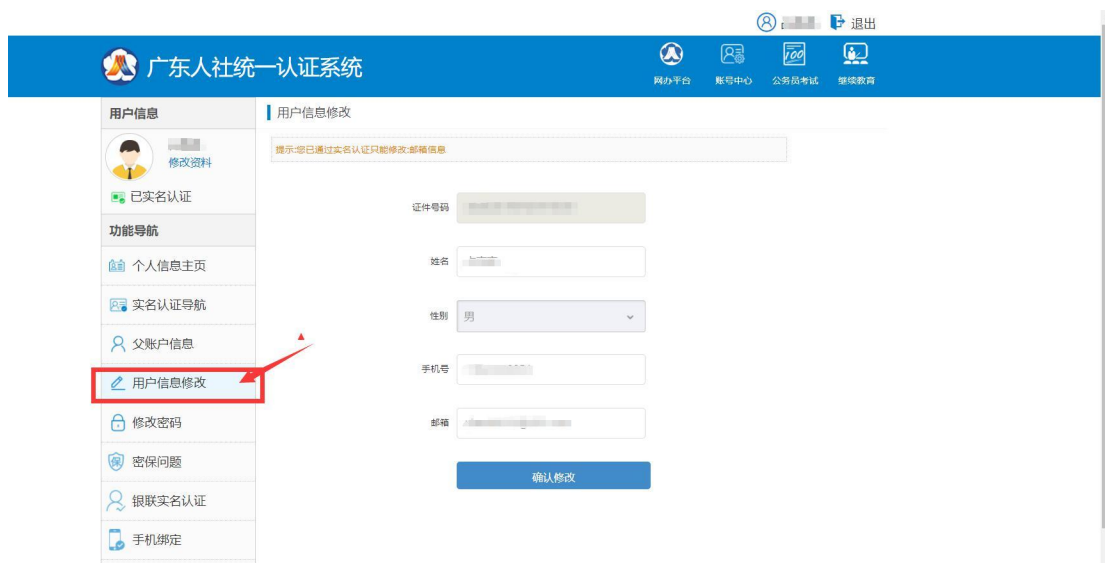 退出
广东人社统一认证系统
网办平台
账号中心
公务员考试
继续教育
用户信息
修改资料
已实名认证
功能导航
个人信息主页
实名认证导航
父账户信息
用户信息修改
修改密码
密保问题
银联实名认证
手机绑定
用户信息修改
提示:您已通过实名认证只能修改:邮箱信息
证件号码
姓名
性别 男
手机号
邮箱
确认修改